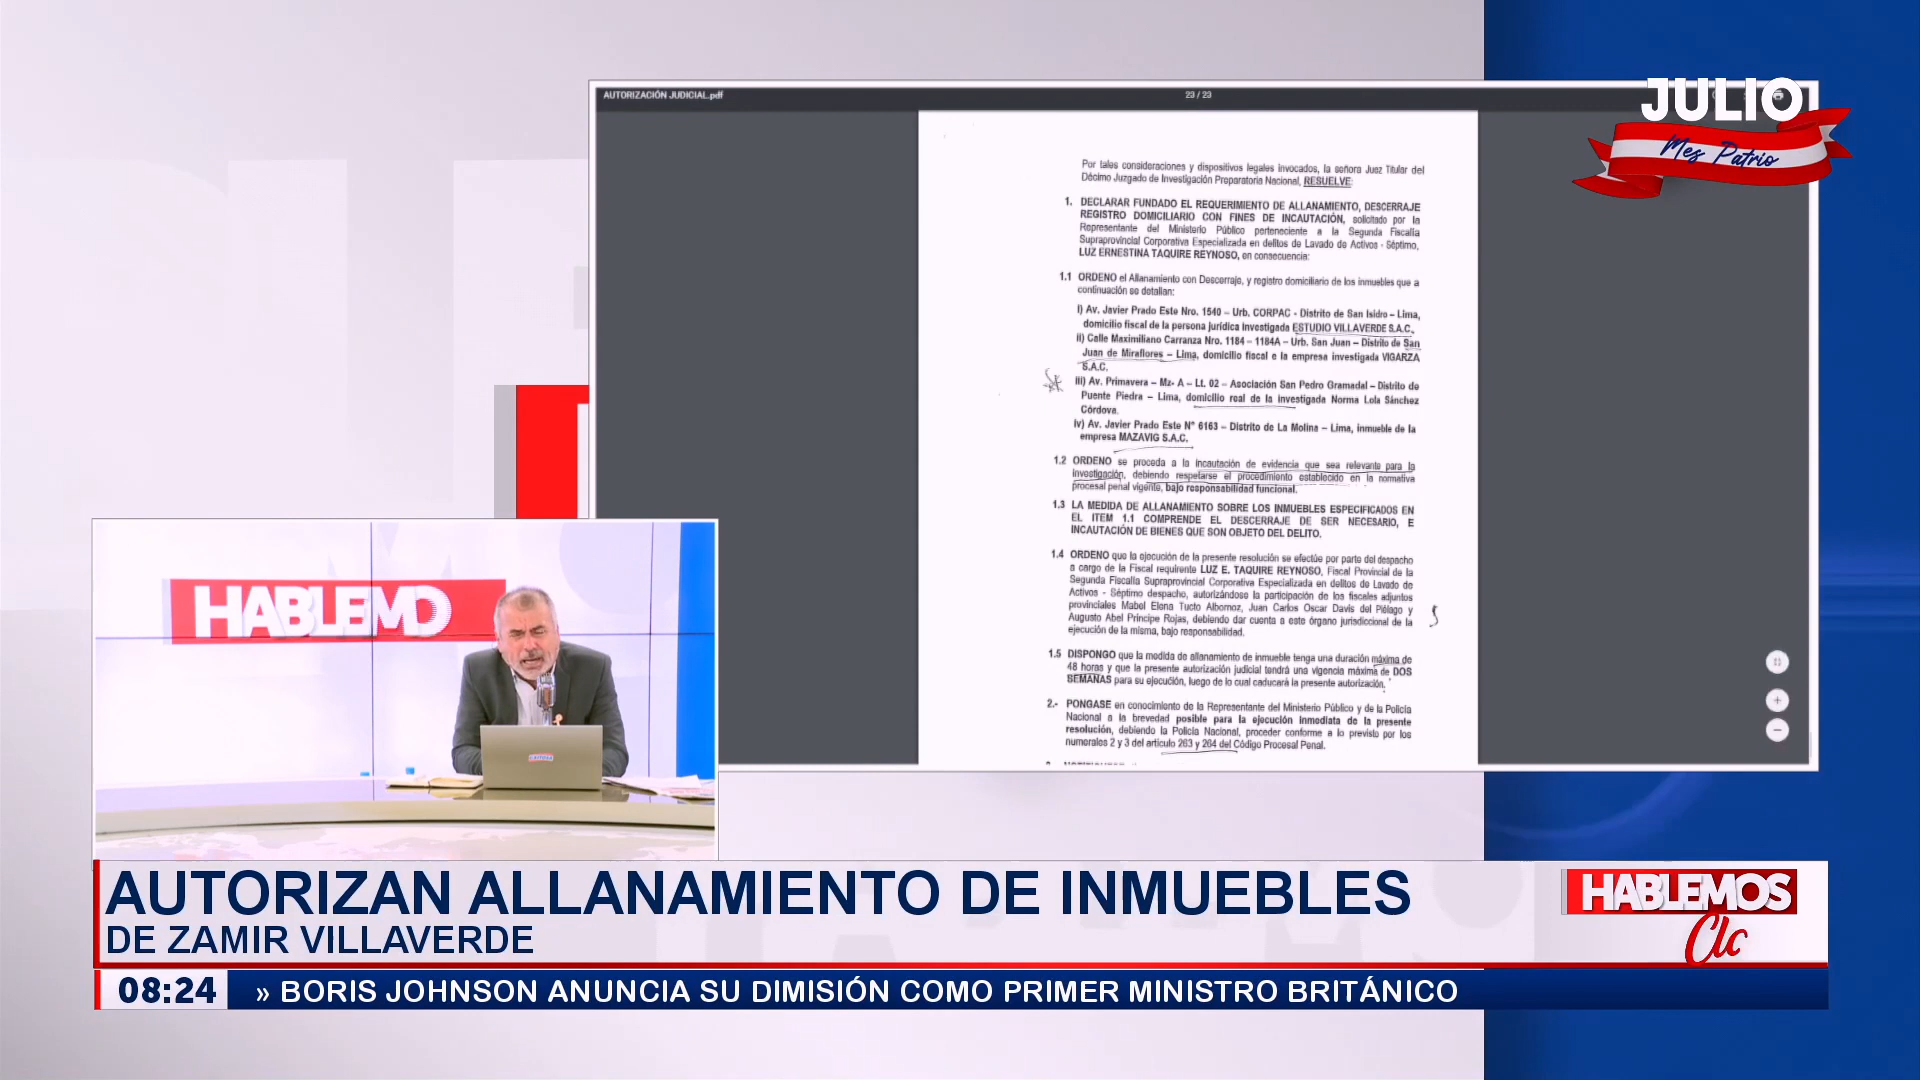 AUTORIZACIÓN JUDICIAL.pdf
23 / 23
JULIO
Mes Patrio
Por tales consideraciones y dispositivos legales invocados, la señora Juez Titular del
Décimo Juzgado de Investigación Preparatoria Nacional, RESUELVE:
1. DECLARAR FUNDADO EL REQUERIMIENTO DE ALLANAMIENTO, DESCERRAJE
REGISTRO DOMICILIARIO CON FINES DE INCAUTACIÓN, solicitado por la
Representante del Ministerio Público perteneciente a la Segunda Fiscalía
Supraprovincial Corporativa Especializada en delitos de Lavado de Activos - Séptimo,
LUZ ERNESTINA TAQUIRE REYNOSO, en consecuencia:
1.1 ORDENO el Allanamiento con Descerraje, y registro domiciliario de los inmuebles que a
continuación se detallan:
i) Av. Javier Prado Este Nro. 1540 – Urb. CORPAC - Distrito de San Isidro – Lima,
domicilio fiscal de la persona jurídica investigada ESTUDIO VILLAVERDE S.A.C,
ii) Calle Maximiliano Carranza Nro. 1184 – 1184A – Urb. San Juan – Distrito de San
Juan de Miraflores – Lima, domicilio fiscal e la empresa investigada VIGARZA
S.A.C.
iii) Av. Primavera – Mz- A – Lt. 02 – Asociación San Pedro Gramadal – Distrito de
Puente Piedra – Lima, domicilio real de la investigada Norma Lola Sánchez
Córdova.
iv) Av. Javier Prado Este N° 6163 – Distrito de La Molina – Lima, inmueble de la
empresa MAZAVIG S.A.C.
1.2 ORDENO se proceda a la incautación de evidencia que sea relevante para la
investigación, debiendo respetarse el procedimiento establecido en la normativa
procesal penal vigente, bajo responsabilidad funcional.
1.3 LA MEDIDA DE ALLANAMIENTO SOBRE LOS INMUEBLES ESPECIFICADOS EN
EL ITEM 1.1 COMPRENDE EL DESCERRAJE DE SER NECESARIO, E
INCAUTACIÓN DE BIENES QUE SON OBJETO DEL DELITO.
1.4 ORDENO que la ejecución de la presente resolución se efectúe por parte del despacho
a cargo de la Fiscal requirente LUZ E. TAQUIRE REYNOSO, Fiscal Provincial de la
Segunda Fiscalía Supraprovincial Corporativa Especializada en delitos de Lavado de
Activos - Séptimo despacho, autorizándose la participación de los fiscales adjuntos
provinciales Mabel Elena Tucto Albornoz, Juan Carlos Oscar Davis del Piélago y
Augusto Abel Principe Rojas, debiendo dar cuenta a este órgano jurisdiccional de la
ejecución de la misma, bajo responsabilidad.
1.5 DISPONGO que la medida de allanamiento de inmueble tenga una duración máxima de
48 horas y que la presente autorización judicial tendrá una vigencia máxima de DOS
SEMANAS para su ejecución, luego de lo cual caducará la presente autorización.
2.- PONGASE en conocimiento de la Representante del Ministerio Público y de la Policía
Nacional a la brevedad posible para la ejecución inmediata de la presente
resolución, debiendo la Policía Nacional, proceder conforme a lo previsto por los
numerales 2 y 3 del artículo 263 y 264 del Código Procesal Penal.
HABLEMO
EXITOSA
AUTORIZAN ALLANAMIENTO DE INMUEBLES
DE ZAMIR VILLAVERDE
HABLEMOS
Clc
08:24
» BORIS JOHNSON ANUNCIA SU DIMISIÓN COMO PRIMER MINISTRO BRITÁNICO